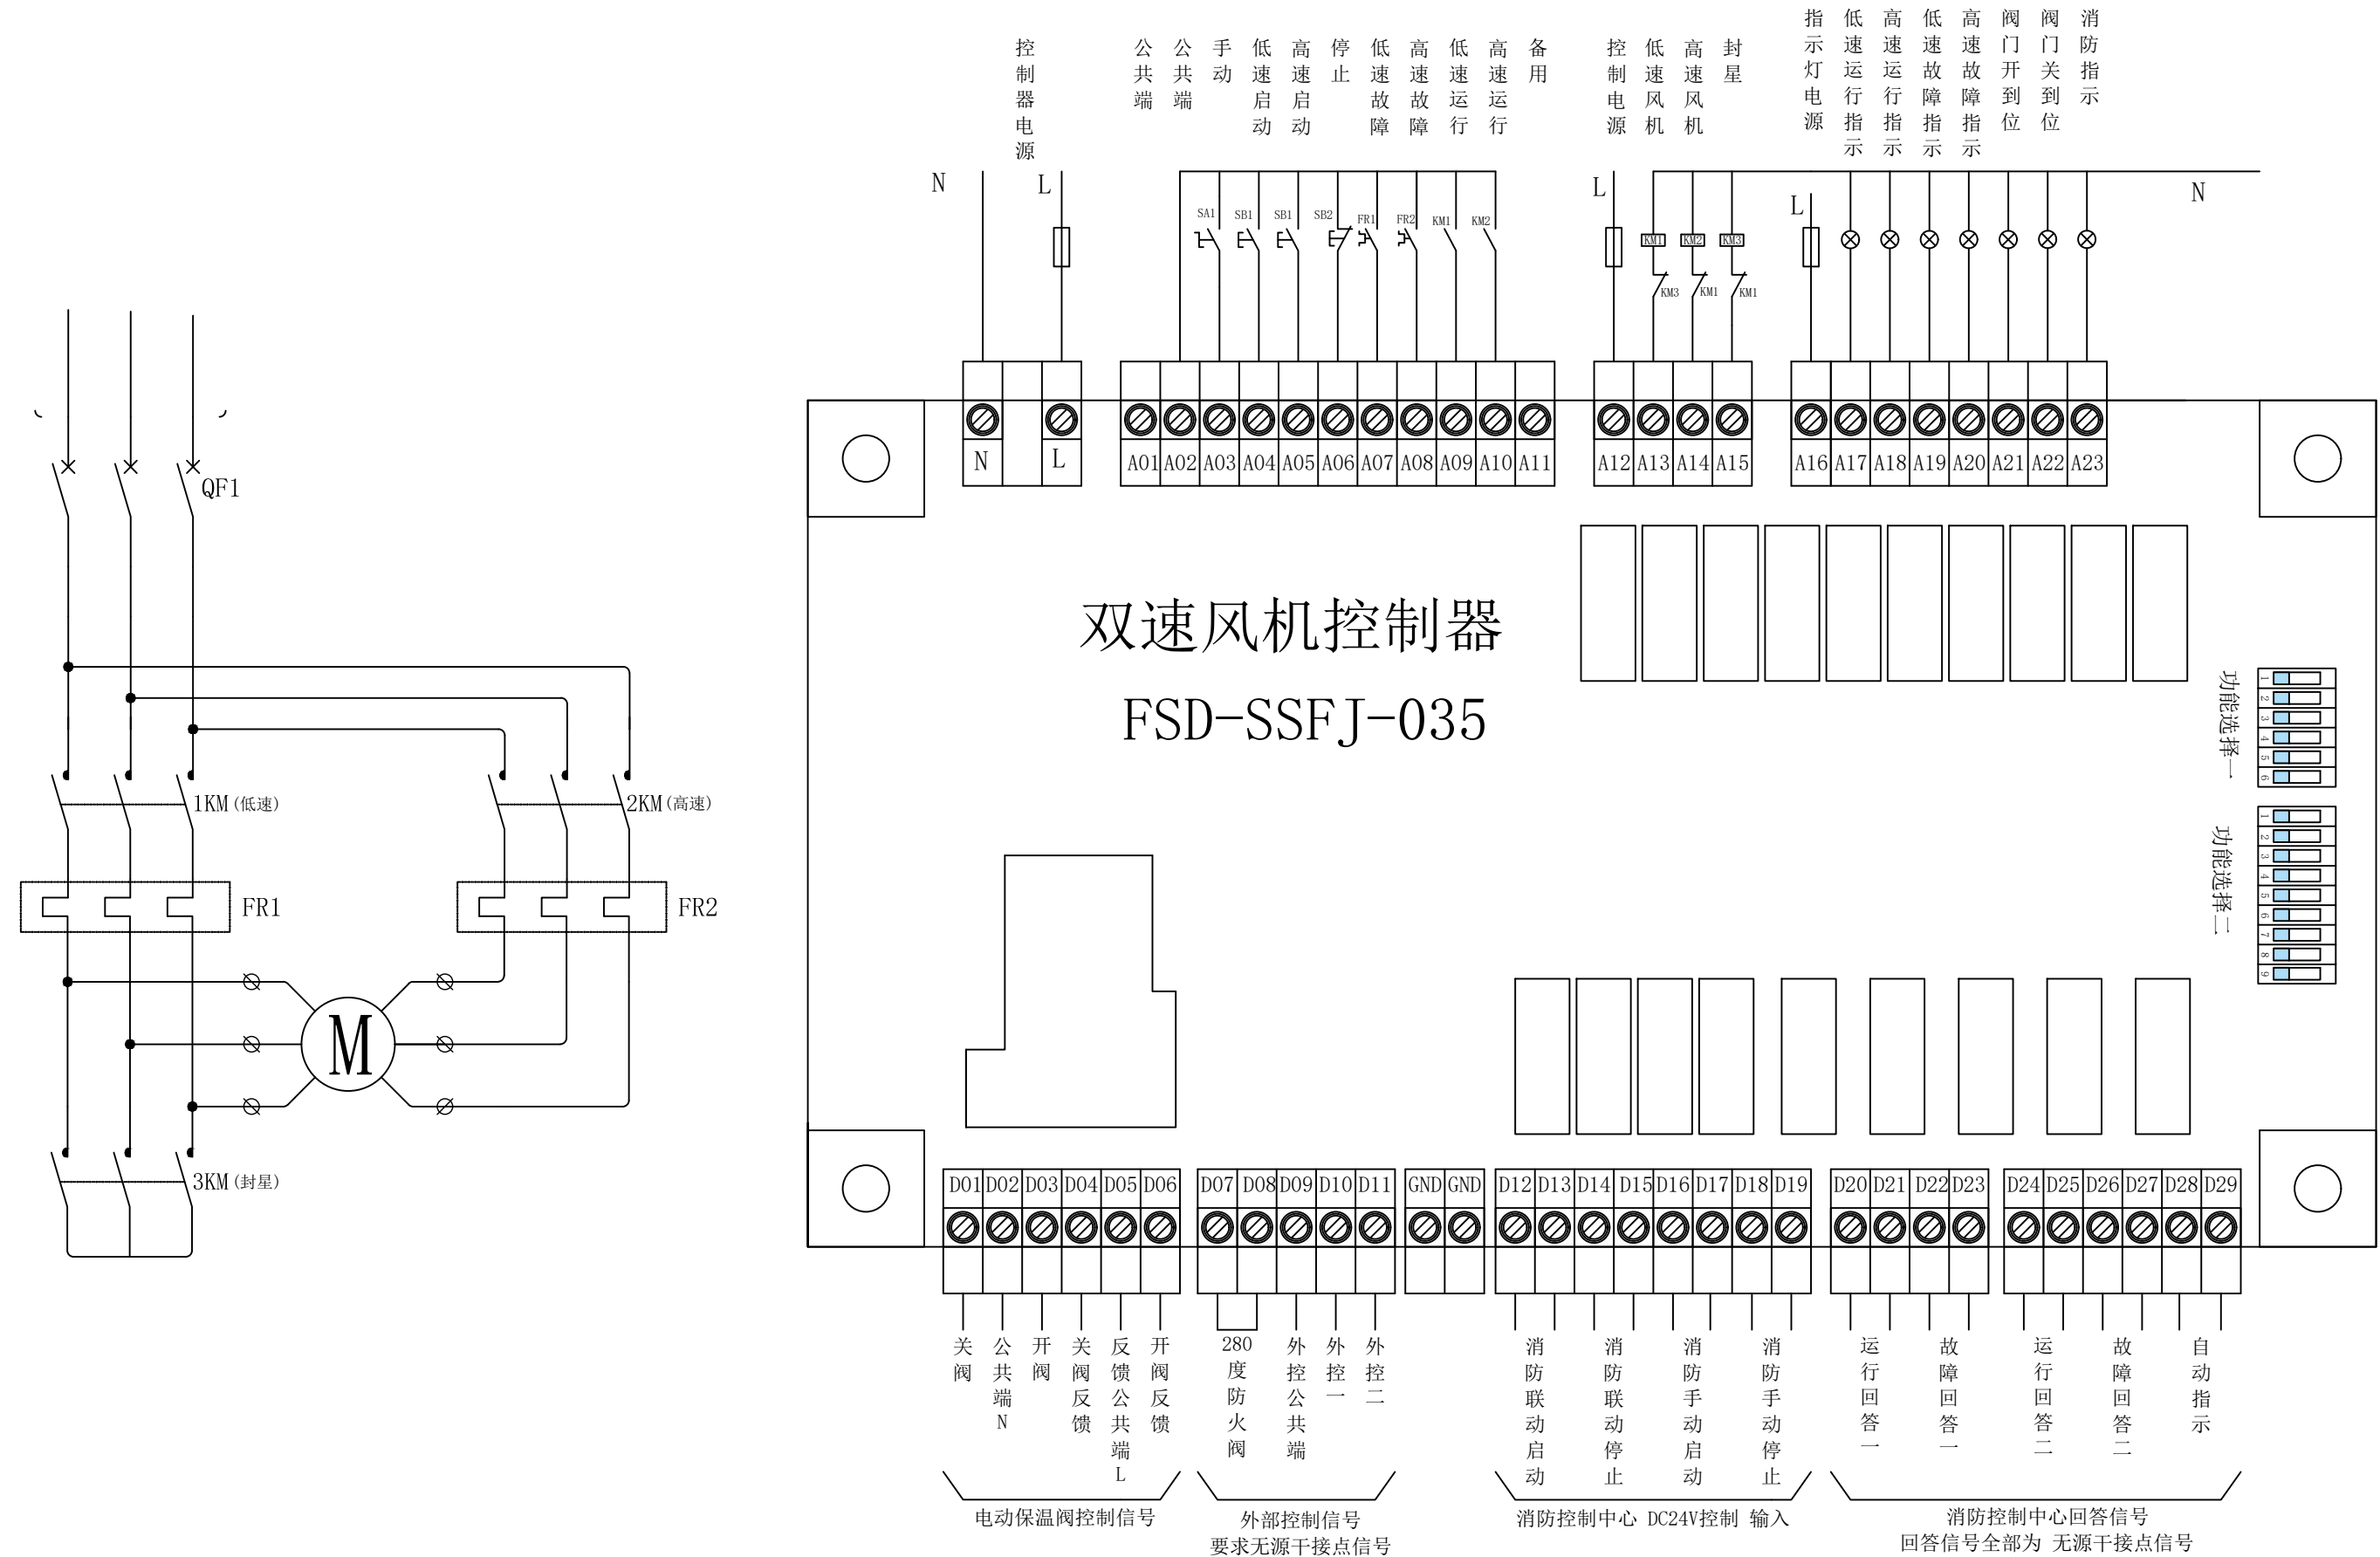 控制器电源
公共端
公共端
手动
低速启动
高速启动
停止
低速故障
高速故障
低速运行
高速运行
备用
控制电源
低速风机
高速风机
封星
指示灯电源
低速运行指示
高速运行指示
低速故障指示
高速故障指示
阀门开到位
阀门关到位
消防指示
N
L
L
L
N
SA1
SB1
SB1
SB2
FR1
FR2
KM1
KM2
KM1
KM2
KM3
KM3
KM1
KM1
N
L
A01 A02 A03 A04 A05 A06 A07 A08 A09 A10 A11
A12 A13 A14 A15
A16 A17 A18 A19 A20 A21 A22 A23
QF1
双速风机控制器
FSD-SSFJ-035
功能选择一
1
2
3
4
5
6
功能选择二
1
2
3
4
5
6
7
8
9
1KM(低速)
2KM(高速)
FR1
FR2
M
3KM(封星)
D01 D02 D03 D04 D05 D06
D07 D08 D09 D10 D11
GND GND
D12 D13 D14 D15 D16 D17 D18 D19
D20 D21 D22 D23
D24 D25 D26 D27 D28 D29
关阀
公共端N
开阀
关阀反馈
反馈公共端L
开阀反馈
280度防火阀
外控公共端
外控一
外控二
消防联动启动
消防联动停止
消防手动启动
消防手动停止
运行回答一
故障回答一
运行回答二
故障回答二
自动指示
电动保温阀控制信号
外部控制信号
要求无源干接点信号
消防控制中心 DC24V控制 输入
消防控制中心回答信号
回答信号全部为 无源干接点信号